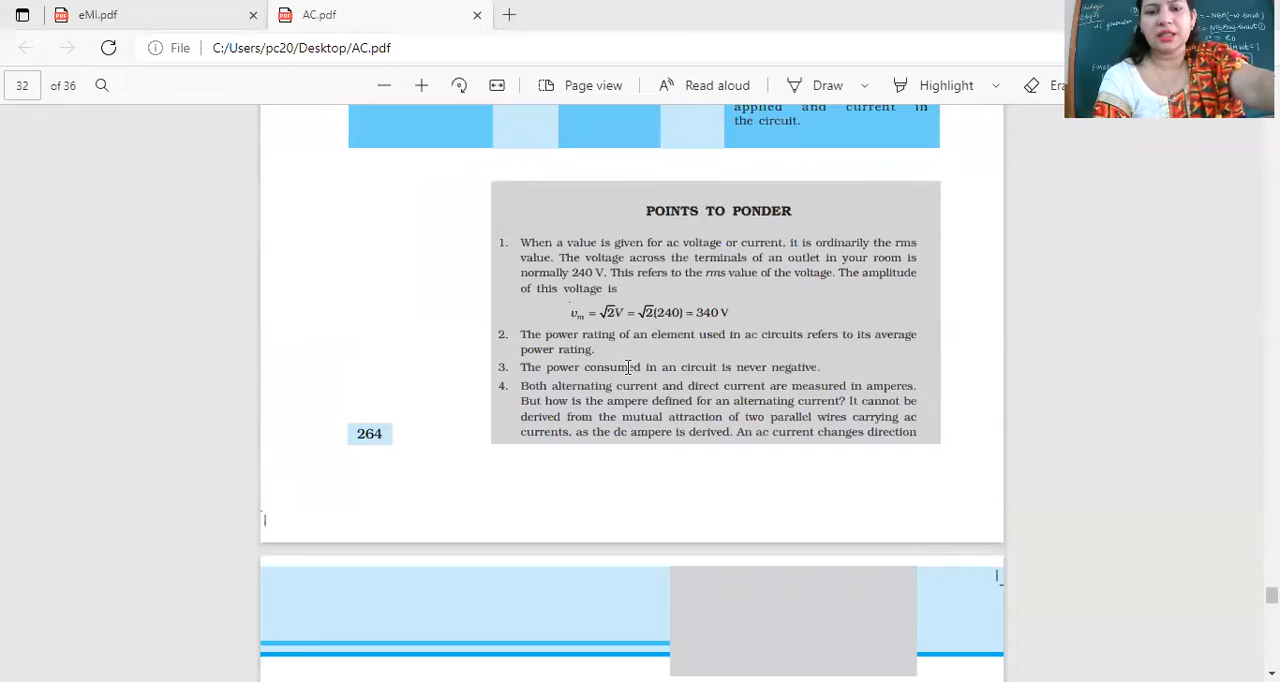 eMI.pdf
AC.pdf
File
C:/Users/pc20/Desktop/AC.pdf
32 of 36
Page view
Read aloud
Draw
Highlight
applied and current in
the circuit.
POINTS TO PONDER
1. When a value is given for ac voltage or current, it is ordinarily the rms
value. The voltage across the terminals of an outlet in your room is
normally 240 V. This refers to the rms value of the voltage. The amplitude
of this voltage is
vₘ = √2V = √2(240) = 340 V
2. The power rating of an element used in ac circuits refers to its average
power rating.
3. The power consumed in an circuit is never negative.
4. Both alternating current and direct current are measured in amperes.
But how is the ampere defined for an alternating current? It cannot be
derived from the mutual attraction of two parallel wires carrying ac
currents, as the dc ampere is derived. An ac current changes direction
264